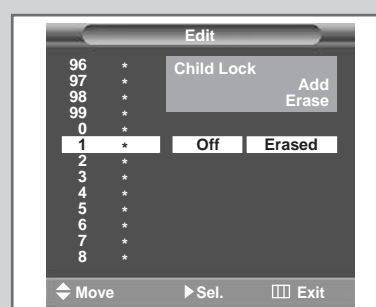 Edit
96 *
97 *
98 *
99 *
0 *
1 *
2 *
3 *
4 *
5 *
6 *
7 *
8 *
Child Lock
Add
Erase
Off Erased
Move Sel. Exit